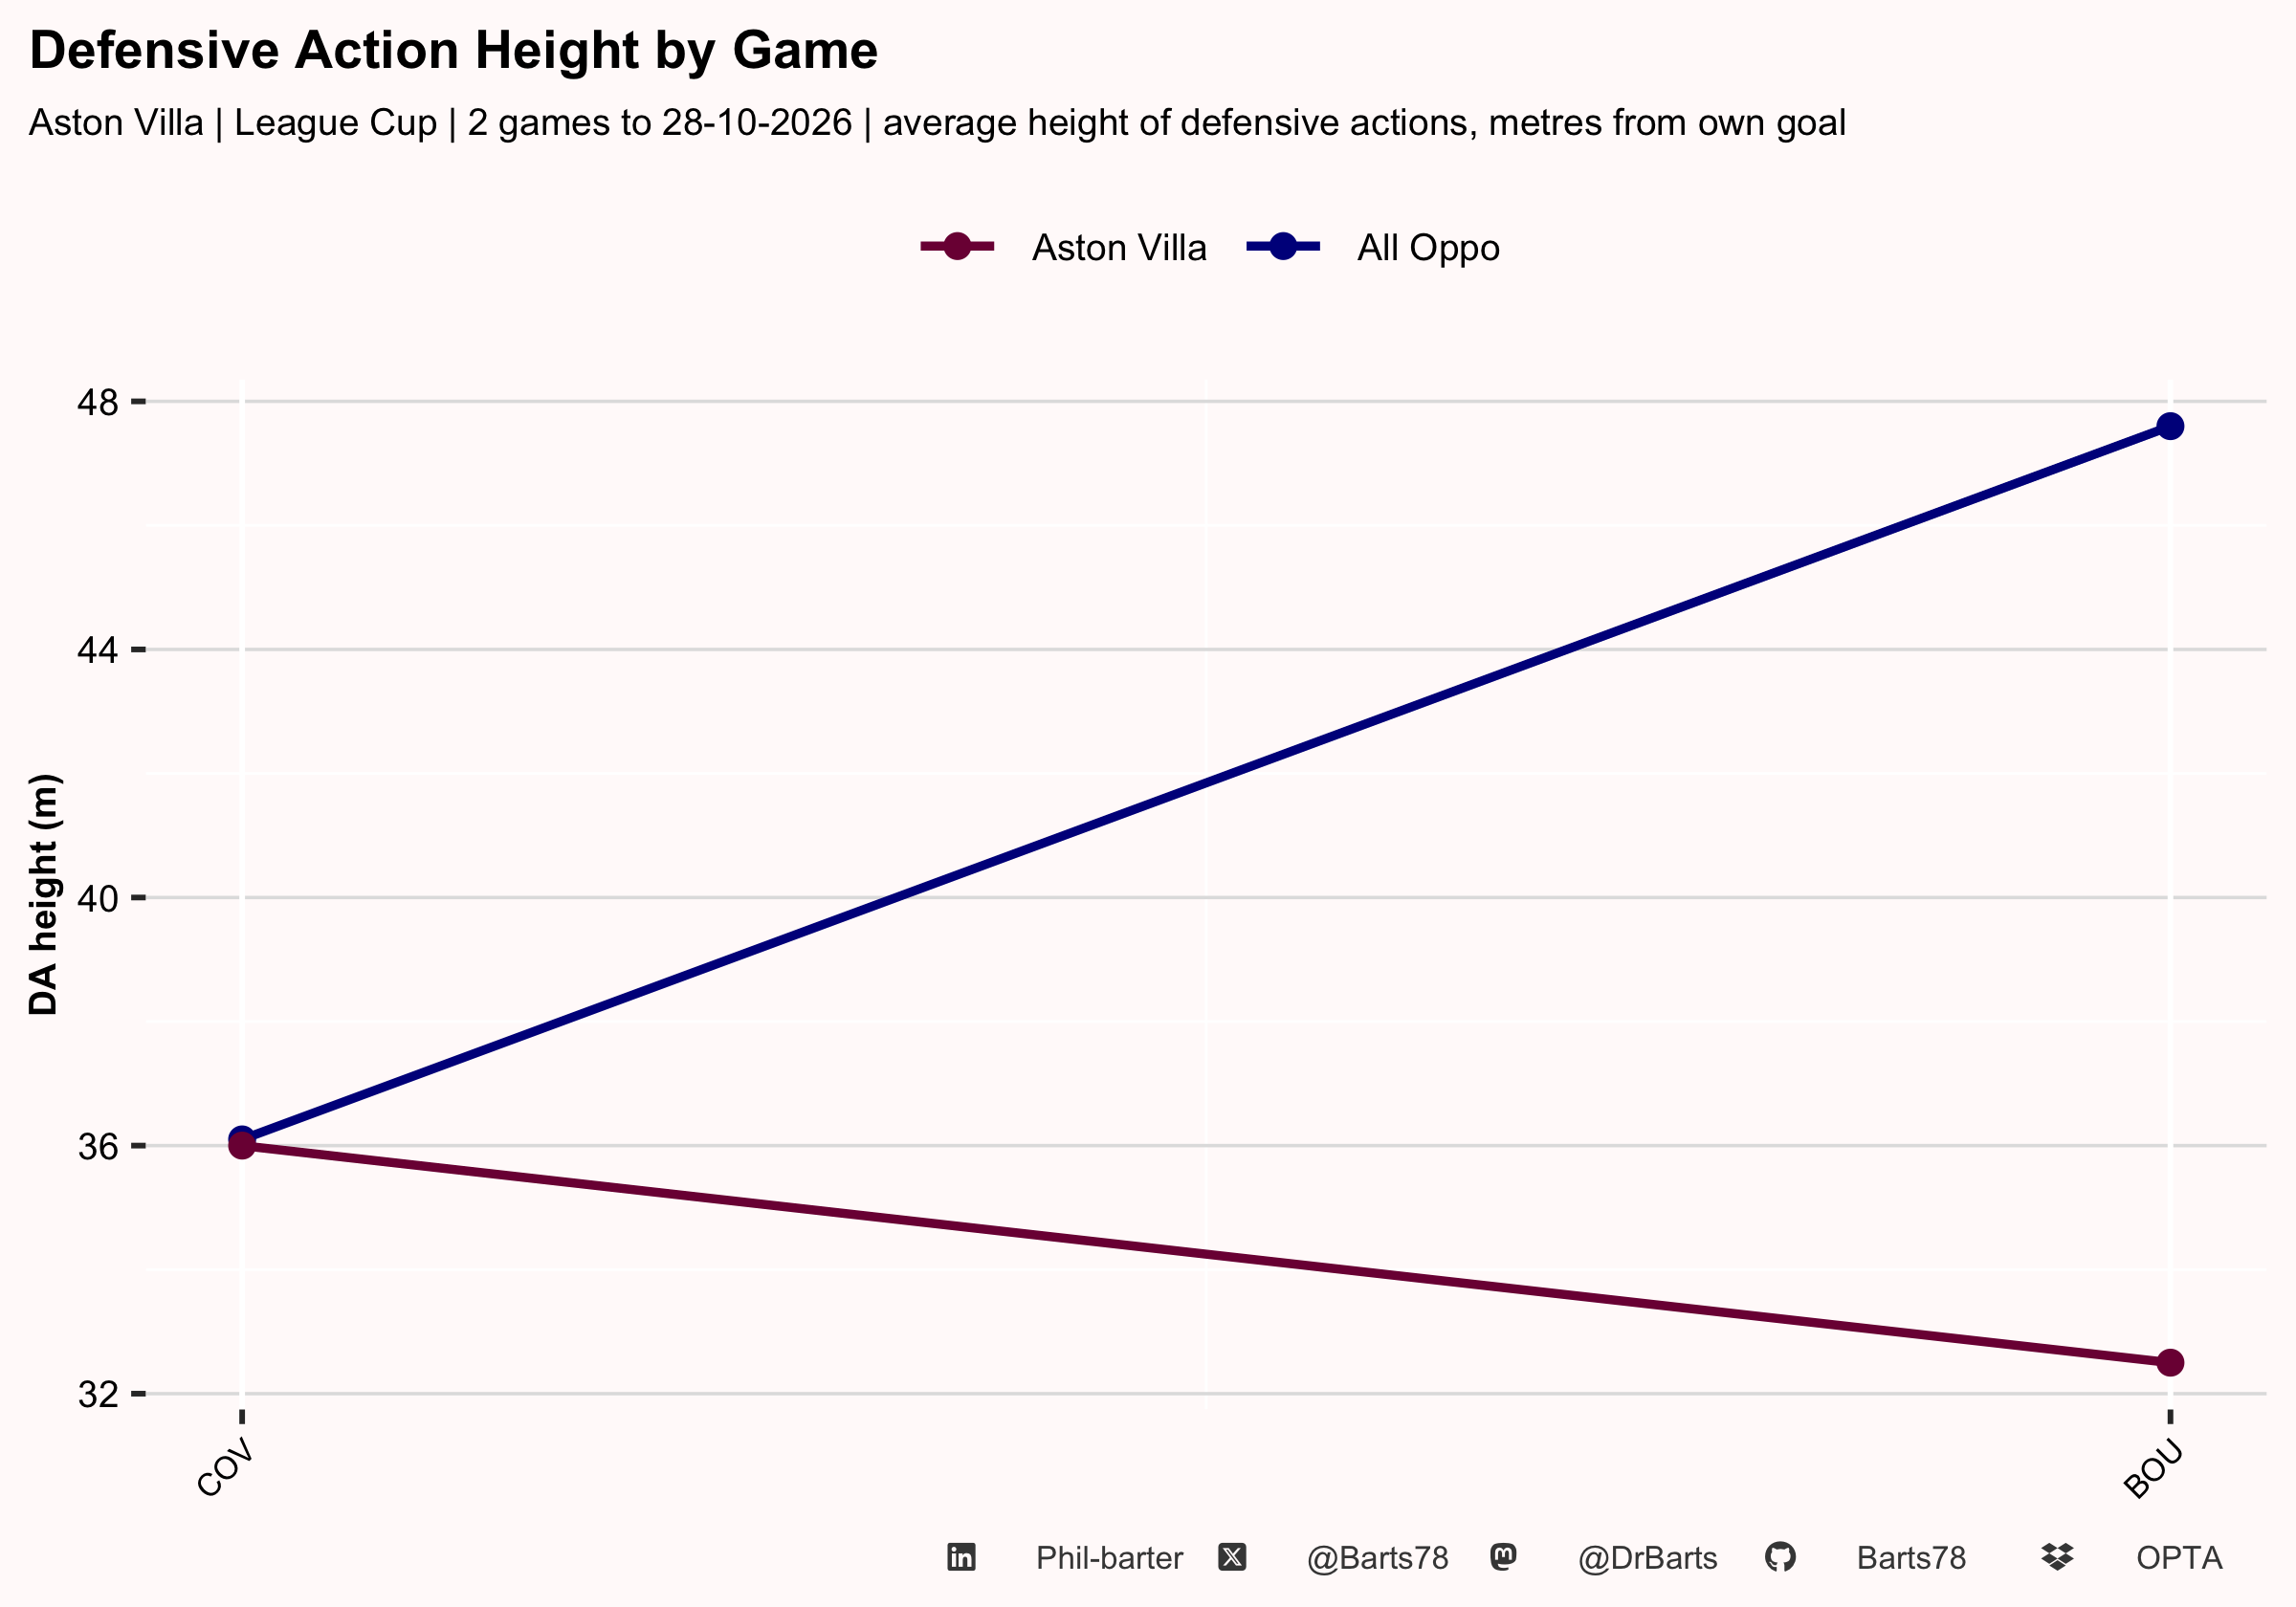 Defensive Action Height by Game
Aston Villa | League Cup | 2 games to 28-10-2026 | average height of defensive actions, metres from own goal
Aston Villa All Oppo
48
44
40
36
32
DA height (m)
COV BOU
Phil-barter @Barts78 @DrBarts Barts78 OPTA